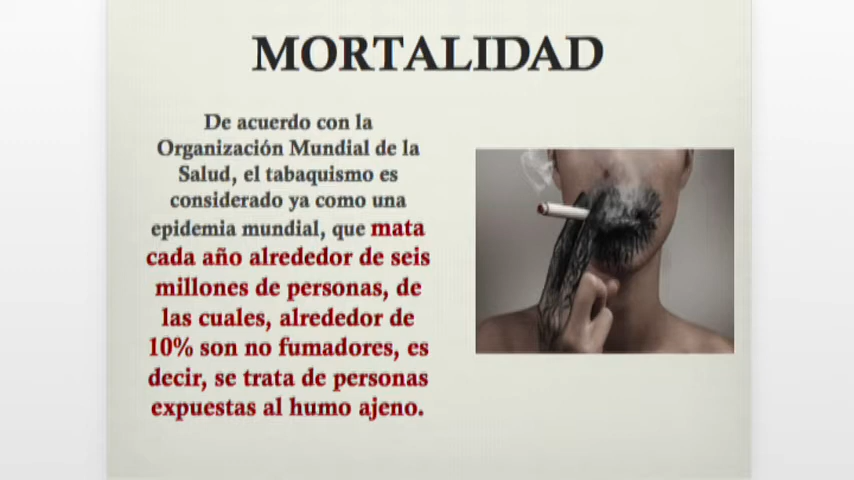 MORTALIDAD
De acuerdo con la
Organización Mundial de la
Salud, el tabaquismo es
considerado ya como una
epidemia mundial, que mata
cada año alrededor de seis
millones de personas, de
las cuales, alrededor de
10% son no fumadores, es
decir, se trata de personas
expuestas al humo ajeno.